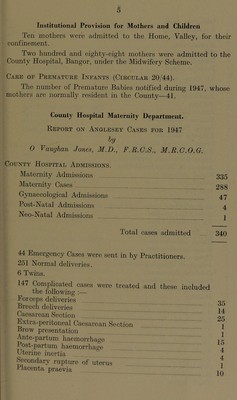 5
Institutional Provision for Mothers and Children
Ten mothers were admitted to the Home, Valley, for their
confinement.
Two hundred and eighty-eight mothers were admitted to the
County Hospital, Bangor, under the Midwifery Scheme.
CARE OF PREMATURE INFANTS (CIRCULAR 20/44).
The number of Premature Babies notified during 1947, whose
mothers are normally resident in the County—41.
County Hospital Maternity Department.
REPORT ON ANGLESEY CASES FOR 1947
by
O Vaughan Jones, M.D., F.R.C.S., M.R.C.O.G.
COUNTY HOSPITAL ADMISSIONS.
Maternity Admissions 335
Maternity Cases 288
Gynaecological Admissions 47
Post-Natal Admissions 4
Neo-Natal Admissions 1
Total cases admitted 340
44 Emergency Cases were sent in by Practitioners.
251 Normal deliveries.
6 Twins.
147 Complicated cases were treated and these included
the following :—
Forceps deliveries 35
Breech deliveries 14
Caesarean Section 25
Extra-peritoneal Caesarean Section 1
Brow presentation 1
Ante-partum haemorrhage 15
Post-partum haemorrhage 4
Uterine inertia 4
Secondary rupture of uterus 1
Placenta praevia 10